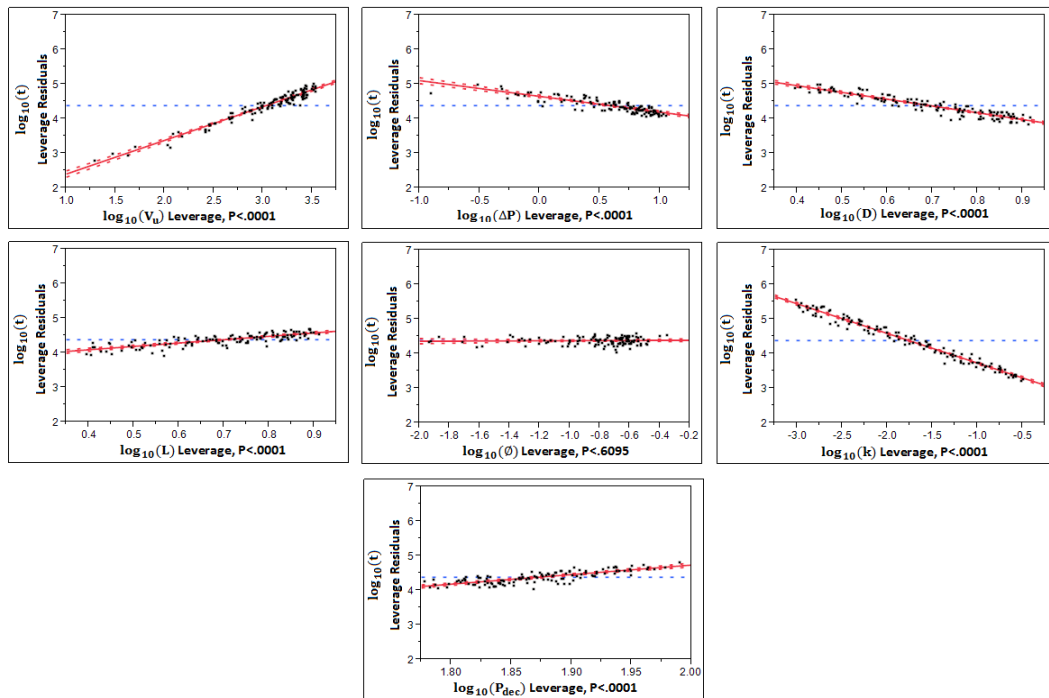 log₁₀(t)
Leverage Residuals
7
6
5
4
3
2
1.0 1.5 2.0 2.5 3.0 3.5
log₁₀(Vᵤ) Leverage, P<.0001
log₁₀(t)
Leverage Residuals
7
6
5
4
3
2
-1.0 -0.5 0.0 0.5 1.0
log₁₀(ΔP) Leverage, P<.0001
log₁₀(t)
Leverage Residuals
7
6
5
4
3
2
0.4 0.5 0.6 0.7 0.8 0.9
log₁₀(D) Leverage, P<.0001
log₁₀(t)
Leverage Residuals
7
6
5
4
3
2
0.4 0.5 0.6 0.7 0.8 0.9
log₁₀(L) Leverage, P<.0001
log₁₀(t)
Leverage Residuals
7
6
5
4
3
2
-2.0 -1.8 -1.6 -1.4 -1.2 -1.0 -0.8 -0.6 -0.4 -0.2
log₁₀(Ø) Leverage, P<.6095
log₁₀(t)
Leverage Residuals
7
6
5
4
3
2
-3.0 -2.5 -2.0 -1.5 -1.0 -0.5
log₁₀(k) Leverage, P<.0001
log₁₀(t)
Leverage Residuals
7
6
5
4
3
2
1.80 1.85 1.90 1.95 2.00
log₁₀(P_dec) Leverage, P<.0001